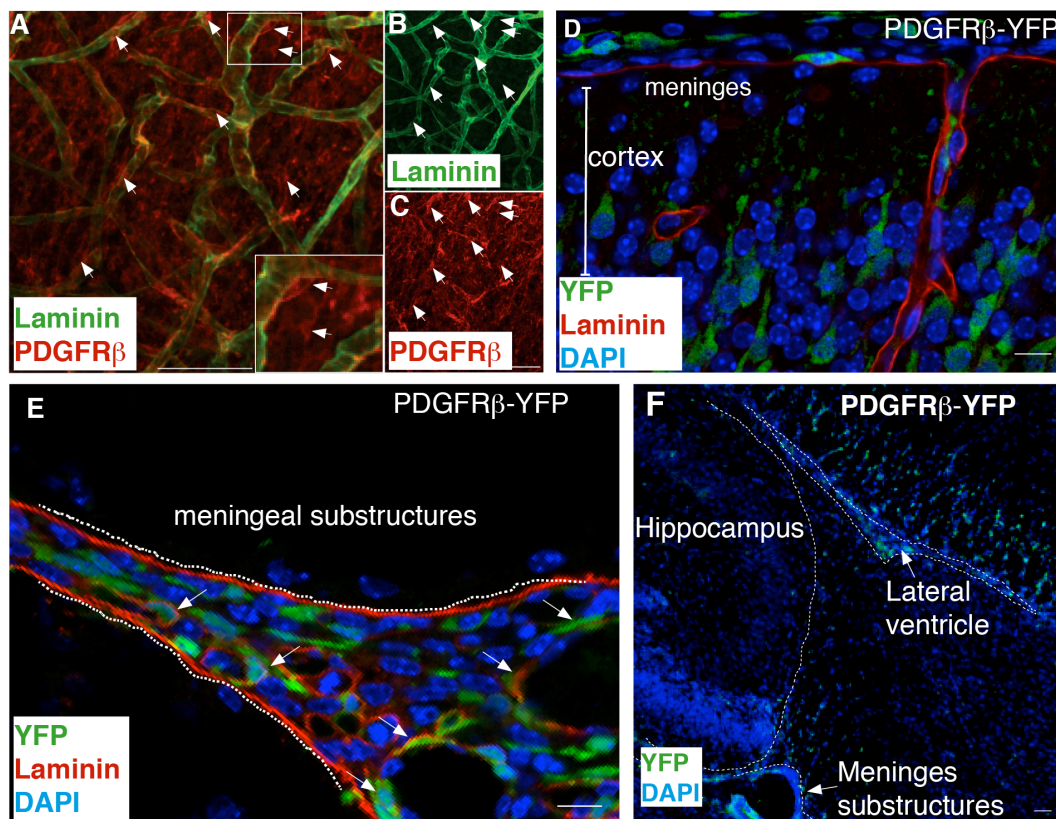 A
Laminin
PDGFRβ
B
Laminin
C
PDGFRβ
D
PDGFRβ-YFP
meninges
cortex
YFP
Laminin
DAPI
E
PDGFRβ-YFP
meningeal substructures
YFP
Laminin
DAPI
F
PDGFRβ-YFP
Hippocampus
Lateral
ventricle
YFP
DAPI
Meninges
substructures